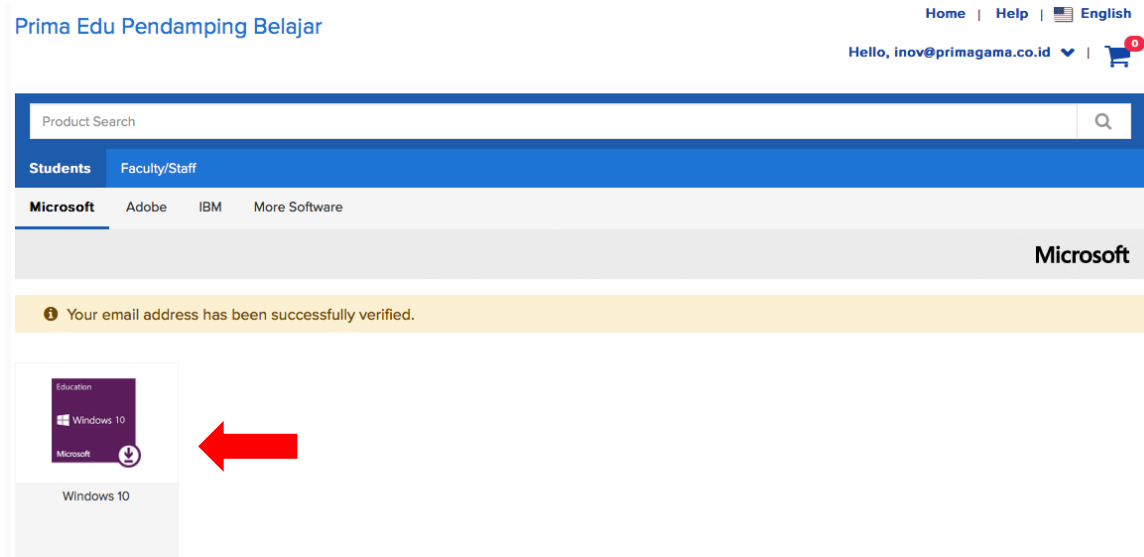 Prima Edu Pendamping Belajar
Home | Help | English
Hello, inov@primagama.co.id | 0
Product Search
Students Faculty/Staff
Microsoft Adobe IBM More Software
Microsoft
Your email address has been successfully verified.
Education
Windows 10
Microsoft
Windows 10